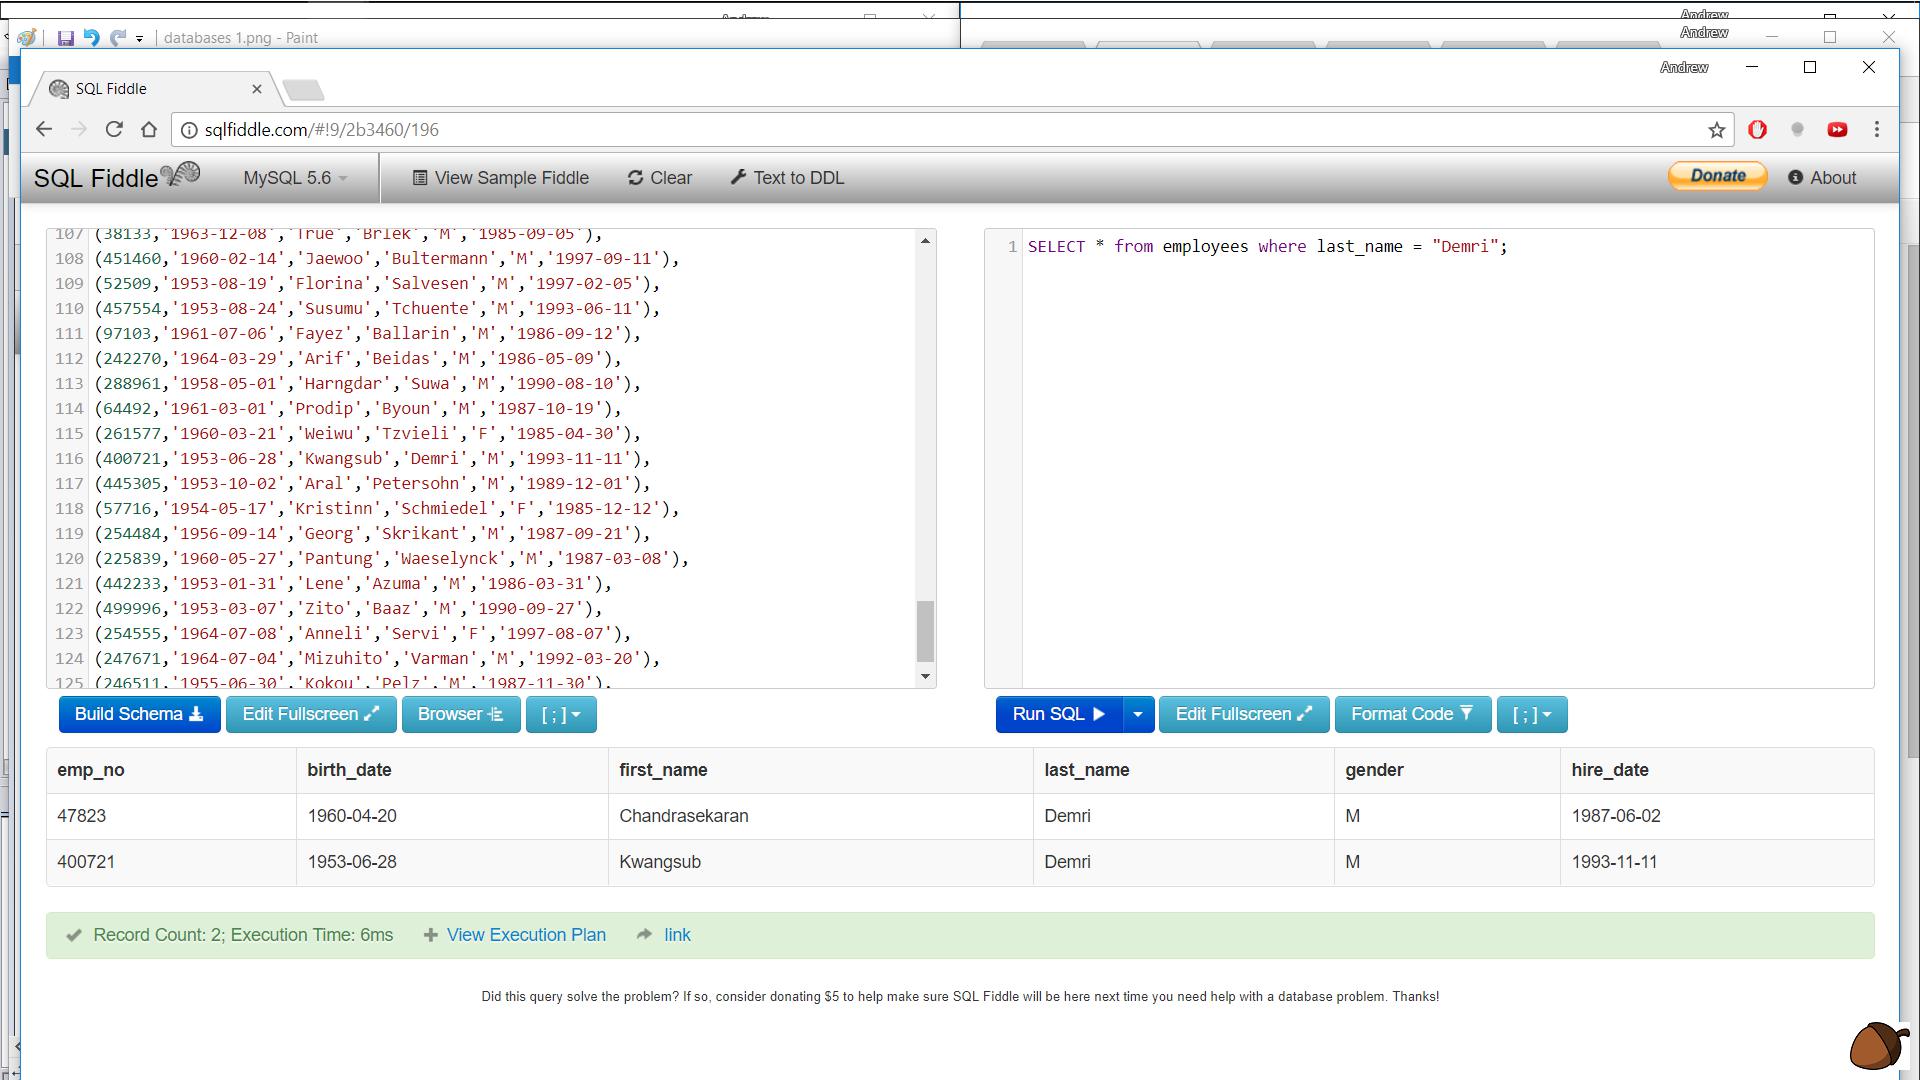 Andrew
databases 1.png - Paint
Andrew
SQL Fiddle
Andrew
sqlfiddle.com/#!9/2b3460/196
SQL Fiddle
MySQL 5.6
View Sample Fiddle
Clear
Text to DDL
Donate
About
107 (38133,'1963-12-08','True','Brlek','M','1985-09-05'),
108 (451460,'1960-02-14','Jaewoo','Bultermann','M','1997-09-11'),
109 (52509,'1953-08-19','Florina','Salvesen','M','1997-02-05'),
110 (457554,'1953-08-24','Susumu','Tchuente','M','1993-06-11'),
111 (97103,'1961-07-06','Fayez','Ballarin','M','1986-09-12'),
112 (242270,'1964-03-29','Arif','Beidas','M','1986-05-09'),
113 (288961,'1958-05-01','Harngdar','Suwa','M','1990-08-10'),
114 (64492,'1961-03-01','Prodip','Byoun','M','1987-10-19'),
115 (261577,'1960-03-21','Weiwu','Tzvieli','F','1985-04-30'),
116 (400721,'1953-06-28','Kwangsub','Demri','M','1993-11-11'),
117 (445305,'1953-10-02','Aral','Petersohn','M','1989-12-01'),
118 (57716,'1954-05-17','Kristinn','Schmiedel','F','1985-12-12'),
119 (254484,'1956-09-14','Georg','Skrikant','M','1987-09-21'),
120 (225839,'1960-05-27','Pantung','Waeselynck','M','1987-03-08'),
121 (442233,'1953-01-31','Lene','Azuma','M','1986-03-31'),
122 (499996,'1953-03-07','Zito','Baaz','M','1990-09-27'),
123 (254555,'1964-07-08','Anneli','Servi','F','1997-08-07'),
124 (247671,'1964-07-04','Mizuhito','Varman','M','1992-03-20'),
125 (246511,'1955-06-30','Kokou','Pelz','M','1987-11-30'),
1 SELECT * from employees where last_name = "Demri";
Build Schema
Edit Fullscreen
Browser
[ ; ]
Run SQL
Edit Fullscreen
Format Code
[ ; ]
emp_no birth_date first_name last_name gender hire_date
47823 1960-04-20 Chandrasekaran Demri M 1987-06-02
400721 1953-06-28 Kwangsub Demri M 1993-11-11
Record Count: 2; Execution Time: 6ms
View Execution Plan
link
Did this query solve the problem? If so, consider donating $5 to help make sure SQL Fiddle will be here next time you need help with a database problem. Thanks!